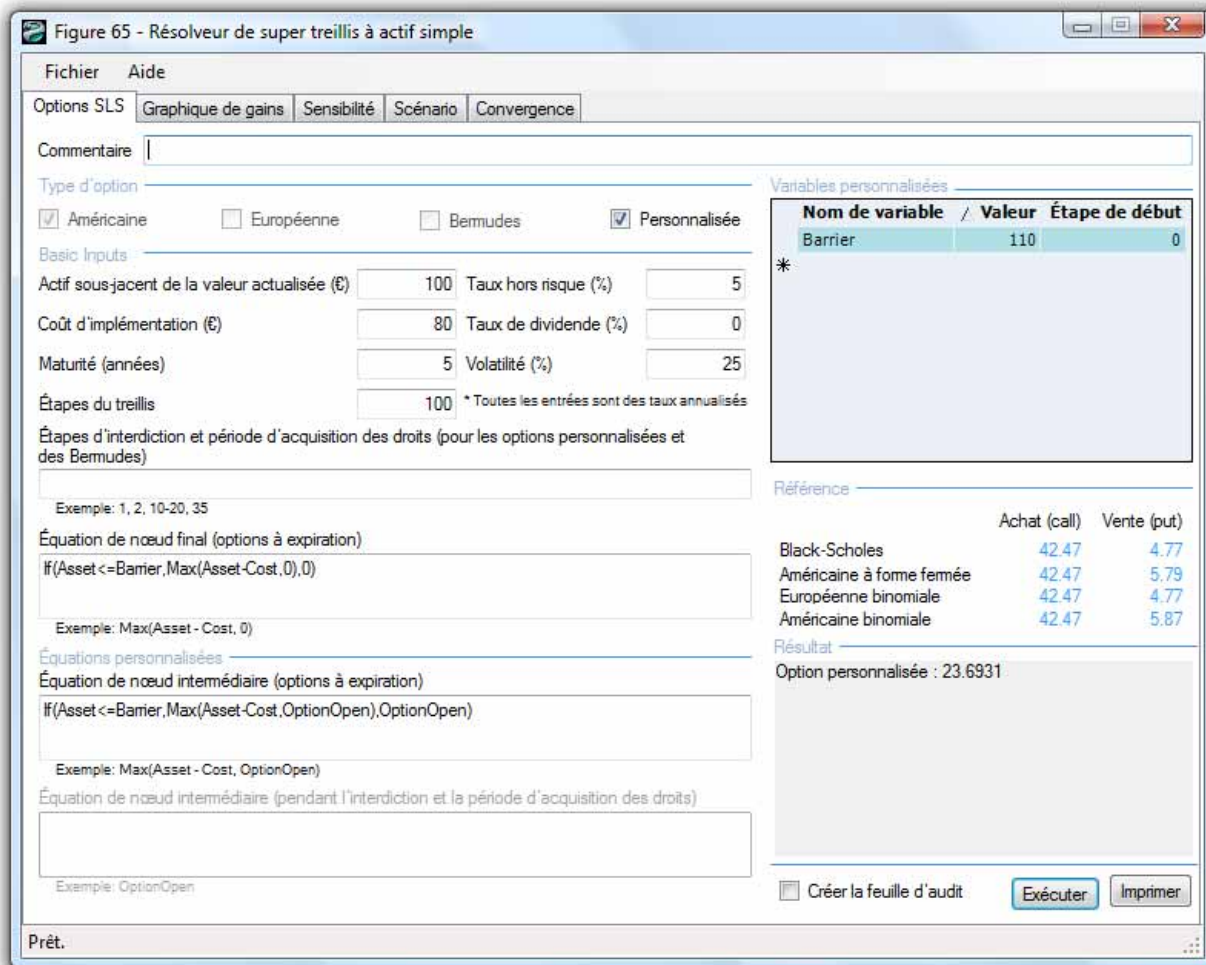 Figure 65 - Résolveur de super treillis à actif simple
Fichier Aide
Options SLS Graphique de gains Sensibilité Scénario Convergence
Commentaire
Type d'option
Américaine Européenne Bermudes Personnalisée
Basic Inputs
Actif sous-jacent de la valeur actualisée (€) 100 Taux hors risque (%) 5
Coût d'implémentation (€) 80 Taux de dividende (%) 0
Maturité (années) 5 Volatilité (%) 25
Étapes du treillis 100 * Toutes les entrées sont des taux annualisés
Étapes d'interdiction et période d'acquisition des droits (pour les options personnalisées et
des Bermudes)
Exemple: 1, 2, 10-20, 35
Équation de nœud final (options à expiration)
If(Asset<=Barrier,Max(Asset-Cost,0),0)
Exemple: Max(Asset - Cost, 0)
Équations personnalisées
Équation de nœud intermédiaire (options à expiration)
If(Asset<=Barrier,Max(Asset-Cost,OptionOpen),OptionOpen)
Exemple: Max(Asset - Cost, OptionOpen)
Équation de nœud intermédiaire (pendant l'interdiction et la période d'acquisition des droits)
Exemple: OptionOpen
Variables personnalisées
Nom de variable / Valeur Étape de début
Barrier 110 0
*
Référence
Achat (call) Vente (put)
Black-Scholes 42.47 4.77
Américaine à forme fermée 42.47 5.79
Européenne binomiale 42.47 4.77
Américaine binomiale 42.47 5.87
Résultat
Option personnalisée : 23.6931
Créer la feuille d'audit Exécuter Imprimer
Prêt.